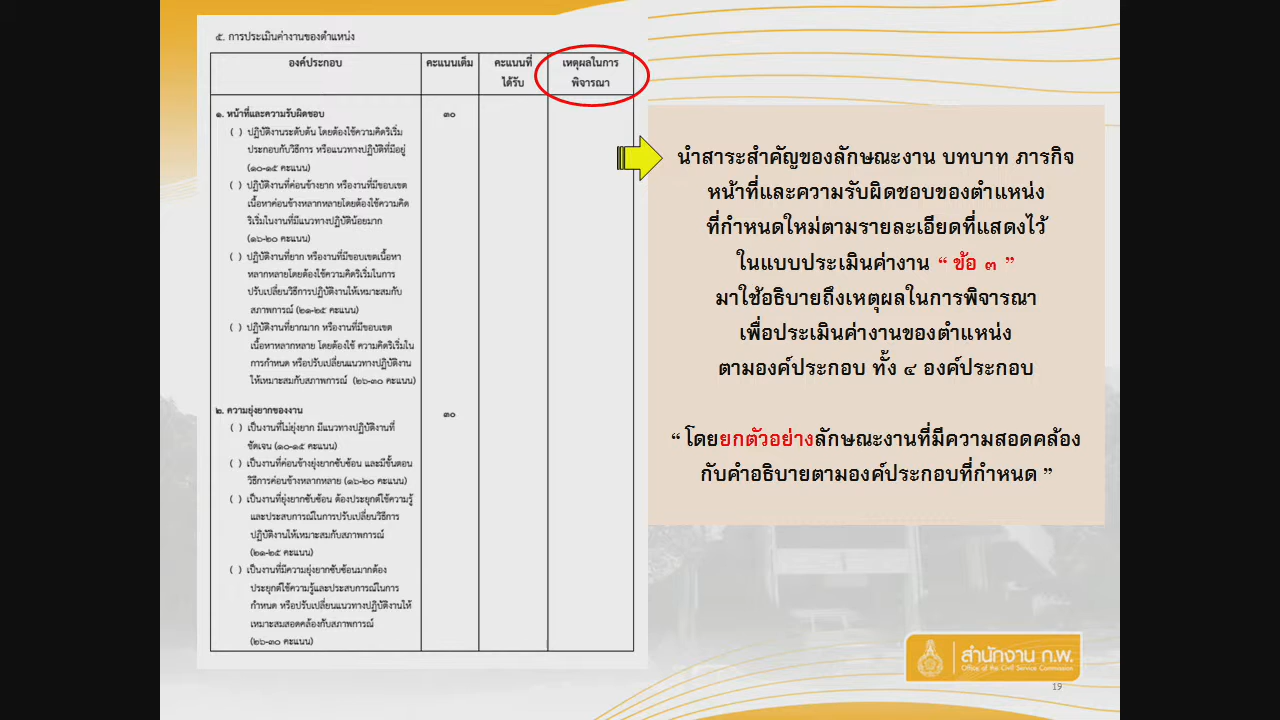 ๕. การประเมินค่างานของตำแหน่ง
องค์ประกอบ
คะแนนเต็ม
คะแนนที่
ได้รับ
เหตุผลในการ
พิจารณา
๑. หน้าที่และความรับผิดชอบ
๓๐
( ) ปฏิบัติงานระดับต้น โดยต้องใช้ความคิดริเริ่ม
ประกอบกับวิธีการ หรือแนวทางปฏิบัติที่มีอยู่
(๑๐-๑๕ คะแนน)
( ) ปฏิบัติงานที่ค่อนข้างยาก หรืองานที่มีขอบเขต
เนื้อหาค่อนข้างหลากหลายโดยต้องใช้ความคิด
ริเริ่มในงานที่มีแนวทางปฏิบัติน้อยมาก
(๑๖-๒๐ คะแนน)
( ) ปฏิบัติงานที่ยาก หรืองานที่มีขอบเขตเนื้อหา
หลากหลายโดยต้องใช้ความคิดริเริ่มในการ
ปรับเปลี่ยนวิธีการปฏิบัติงานให้เหมาะสมกับ
สภาพการณ์ (๒๑-๒๕ คะแนน)
( ) ปฏิบัติงานที่ยากมาก หรืองานที่มีขอบเขต
เนื้อหาหลากหลาย โดยต้องใช้ ความคิดริเริ่มใน
การกำหนด หรือปรับเปลี่ยนแนวทางปฏิบัติงาน
ให้เหมาะสมกับสภาพการณ์ (๒๖-๓๐ คะแนน)
๒. ความยุ่งยากของงาน
๓๐
( ) เป็นงานที่ไม่ยุ่งยาก มีแนวทางปฏิบัติงานที่
ชัดเจน (๑๐-๑๕ คะแนน)
( ) เป็นงานที่ค่อนข้างยุ่งยากซับซ้อน และมีขั้นตอน
วิธีการค่อนข้างหลากหลาย (๑๖-๒๐ คะแนน)
( ) เป็นงานที่ยุ่งยากซับซ้อน ต้องประยุกต์ใช้ความรู้
และประสบการณ์ในการปรับเปลี่ยนวิธีการ
ปฏิบัติงานให้เหมาะสมกับสภาพการณ์
(๒๑-๒๕ คะแนน)
( ) เป็นงานที่มีความยุ่งยากซับซ้อนมากต้อง
ประยุกต์ใช้ความรู้และประสบการณ์ในการ
กำหนด หรือปรับเปลี่ยนแนวทางปฏิบัติงานให้
เหมาะสมสอดคล้องกับสภาพการณ์
(๒๖-๓๐ คะแนน)
นำสาระสำคัญของลักษณะงาน บทบาท ภารกิจ
หน้าที่และความรับผิดชอบของตำแหน่ง
ที่กำหนดใหม่ตามรายละเอียดที่แสดงไว้
ในแบบประเมินค่างาน “ ข้อ ๓ ”
มาใช้อธิบายถึงเหตุผลในการพิจารณา
เพื่อประเมินค่างานของตำแหน่ง
ตามองค์ประกอบ ทั้ง ๔ องค์ประกอบ
“ โดยยกตัวอย่างลักษณะงานที่มีความสอดคล้อง
กับคำอธิบายตามองค์ประกอบที่กำหนด ”
สำนักงาน ก.พ.
Office of the Civil Service Commission
19